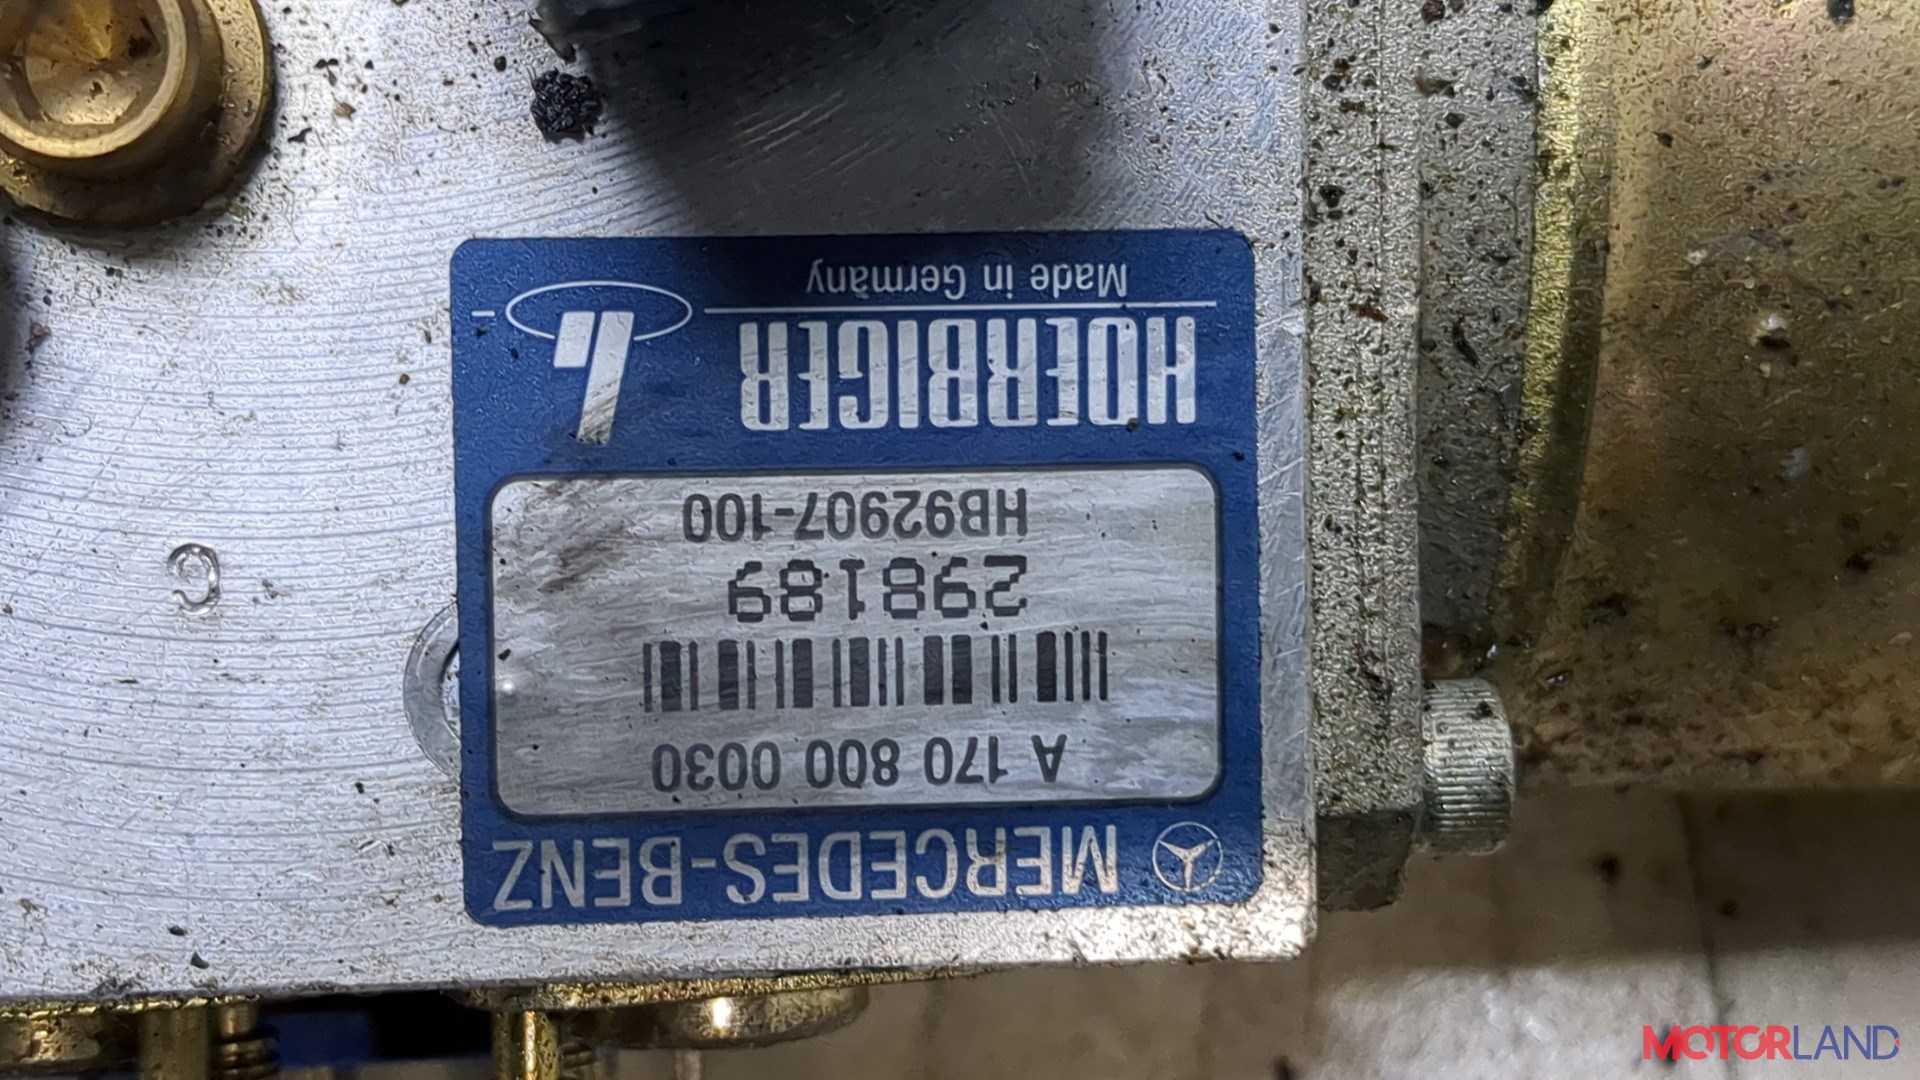 MERCEDES-BENZ
A 170 800 0030
298189
HB92907-100
HOERBIGER
Made in Germany
MOTORLAND